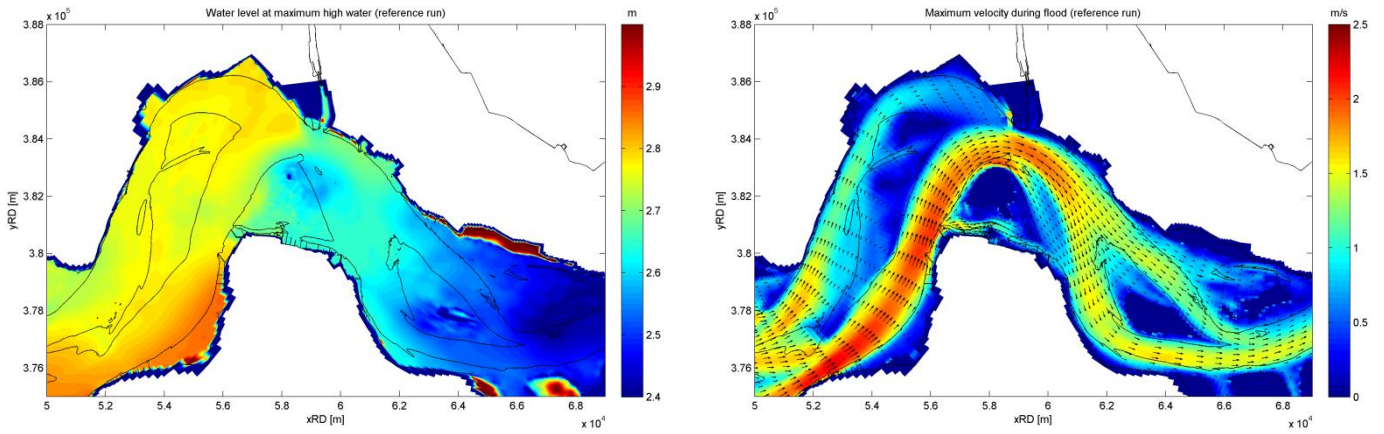 Water level at maximum high water (reference run)
m
x 10^5
3.88
3.86
3.84
3.82
3.8
3.78
3.76
yRD [m]
5 5.2 5.4 5.6 5.8 6 6.2 6.4 6.6 6.8
xRD [m]
x 10^4
2.9
2.8
2.7
2.6
2.5
2.4
Maximum velocity during flood (reference run)
m/s
x 10^5
3.88
3.86
3.84
3.82
3.8
3.78
3.76
yRD [m]
5 5.2 5.4 5.6 5.8 6 6.2 6.4 6.6 6.8
xRD [m]
x 10^4
2.5
2
1.5
1
0.5
0